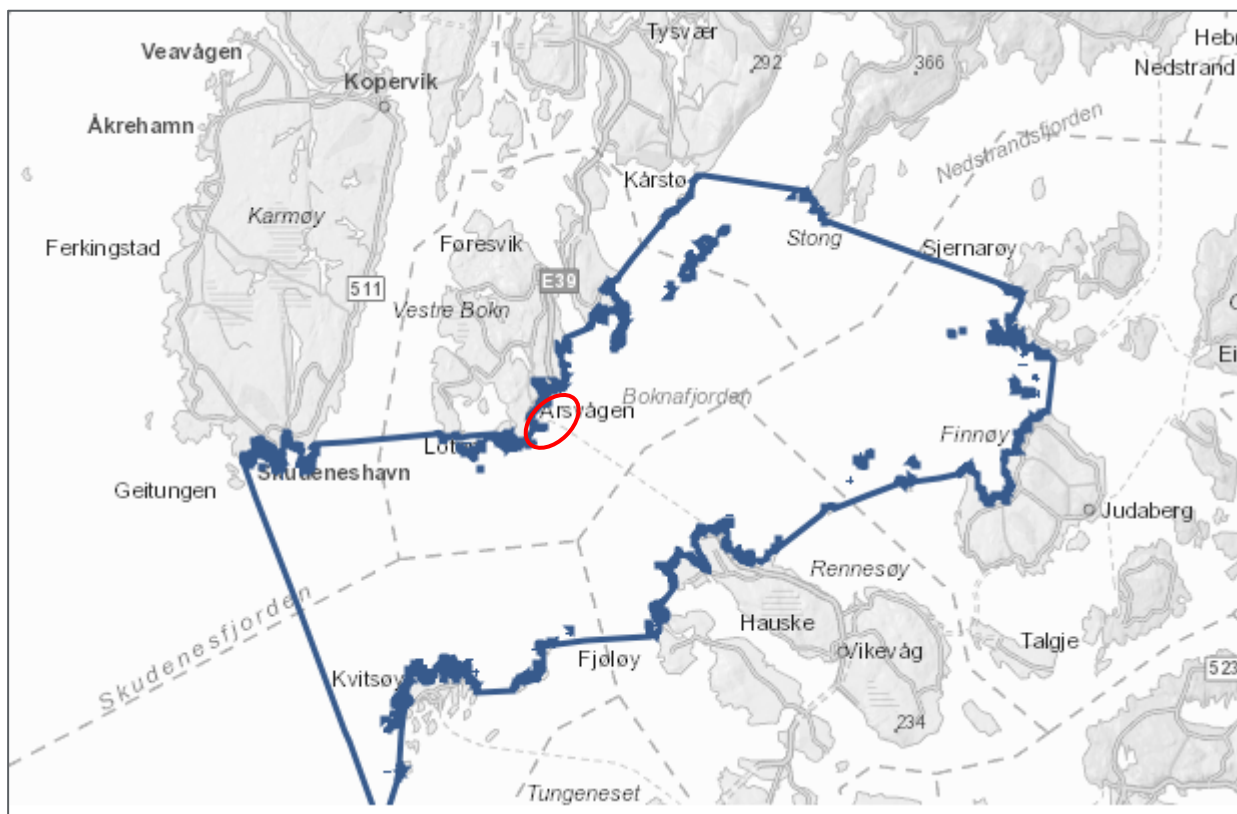 Tysvær
Hebr
Veavågen
292
366
Nedstrand
Kopervik
Åkrehamn
Nedstrandsfjorden
Kårstø
Karmøy
Ferkingstad
Føresvik
Stong
Sjernarøy
E39
511
Vestre Bokn
Boknafjorden
Arsvågen
Finnøy
Skudeneshavn
Geitungen
Judaberg
Rennesøy
Hauske
Talgje
Vikevåg
Fjøløy
523
Kvitsøy
Skudenesfjorden
234
Tungeneset